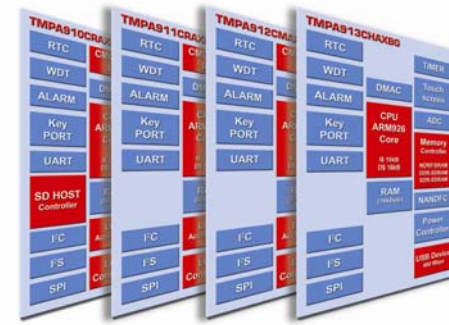 TMPA910CRAX
RTC
WDT
ALARM
Key
PORT
UART
SD HOST
Controller
I²C
I²S
SPI
TMPA911CRAX
RTC
WDT
ALARM
Key
PORT
UART
I²C
I²S
SPI
TMPA912CMAX
RTC
WDT
ALARM
Key
PORT
UART
I²C
I²S
SPI
TMPA913CHAXBG
RTC
WDT
ALARM
Key
PORT
UART
I²C
I²S
SPI
DMAC
CPU
ARM926
Core
RAM
TIMER
Touch
screen
ADC
Memory
Controller
NANDFC
Power
Controller
USB Device